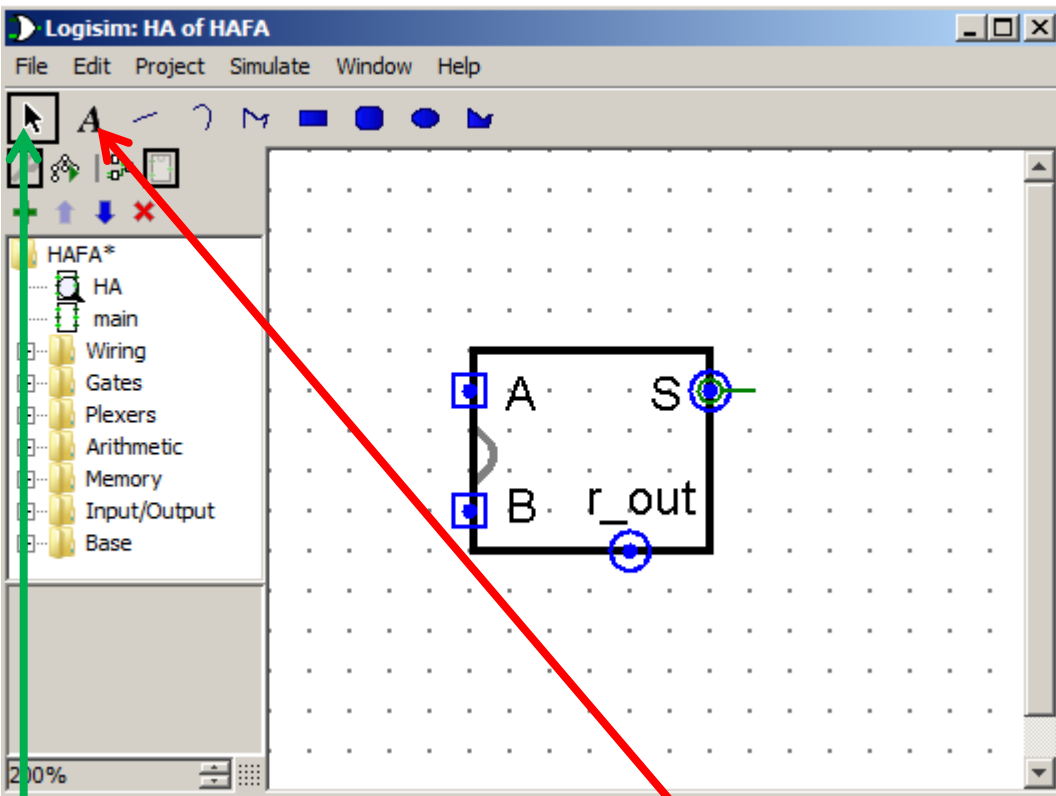 Logisim: HA of HAFA
File Edit Project Simulate Window Help
A
HAFA*
HA
main
Wiring
Gates
Plexers
Arithmetic
Memory
Input/Output
Base
A S
B r_out
200%